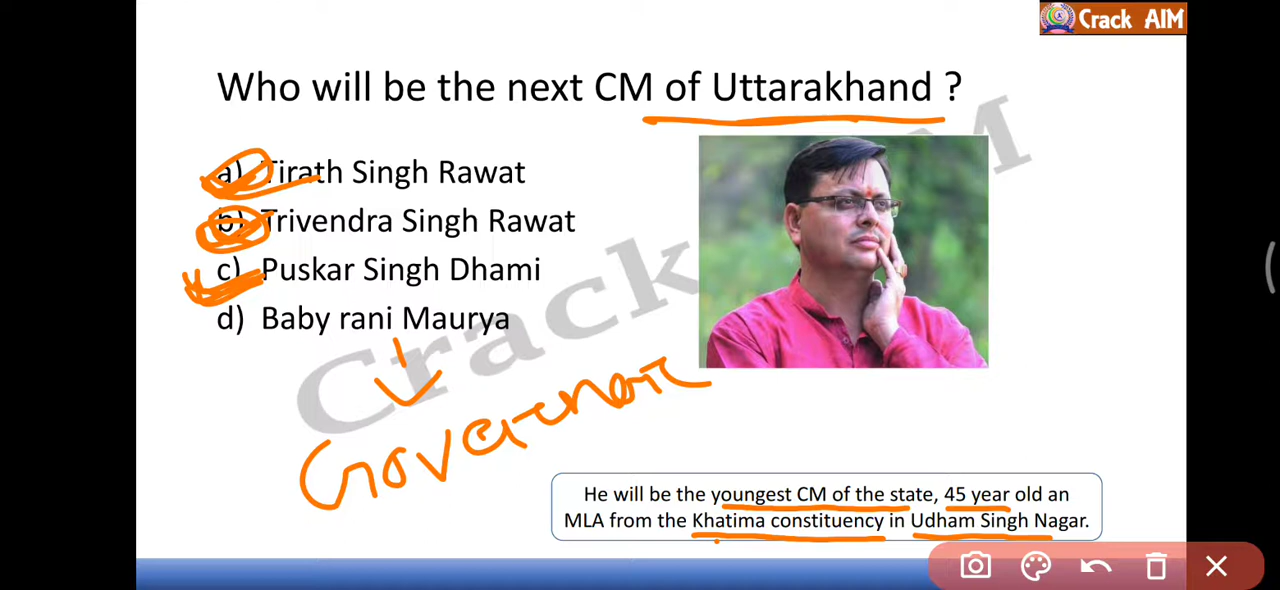 Crack AIM
Who will be the next CM of Uttarakhand ?
a) Tirath Singh Rawat
b) Trivendra Singh Rawat
c) Puskar Singh Dhami
d) Baby rani Maurya
Governor
Crack AIM
He will be the youngest CM of the state, 45 year old an
MLA from the Khatima constituency in Udham Singh Nagar.